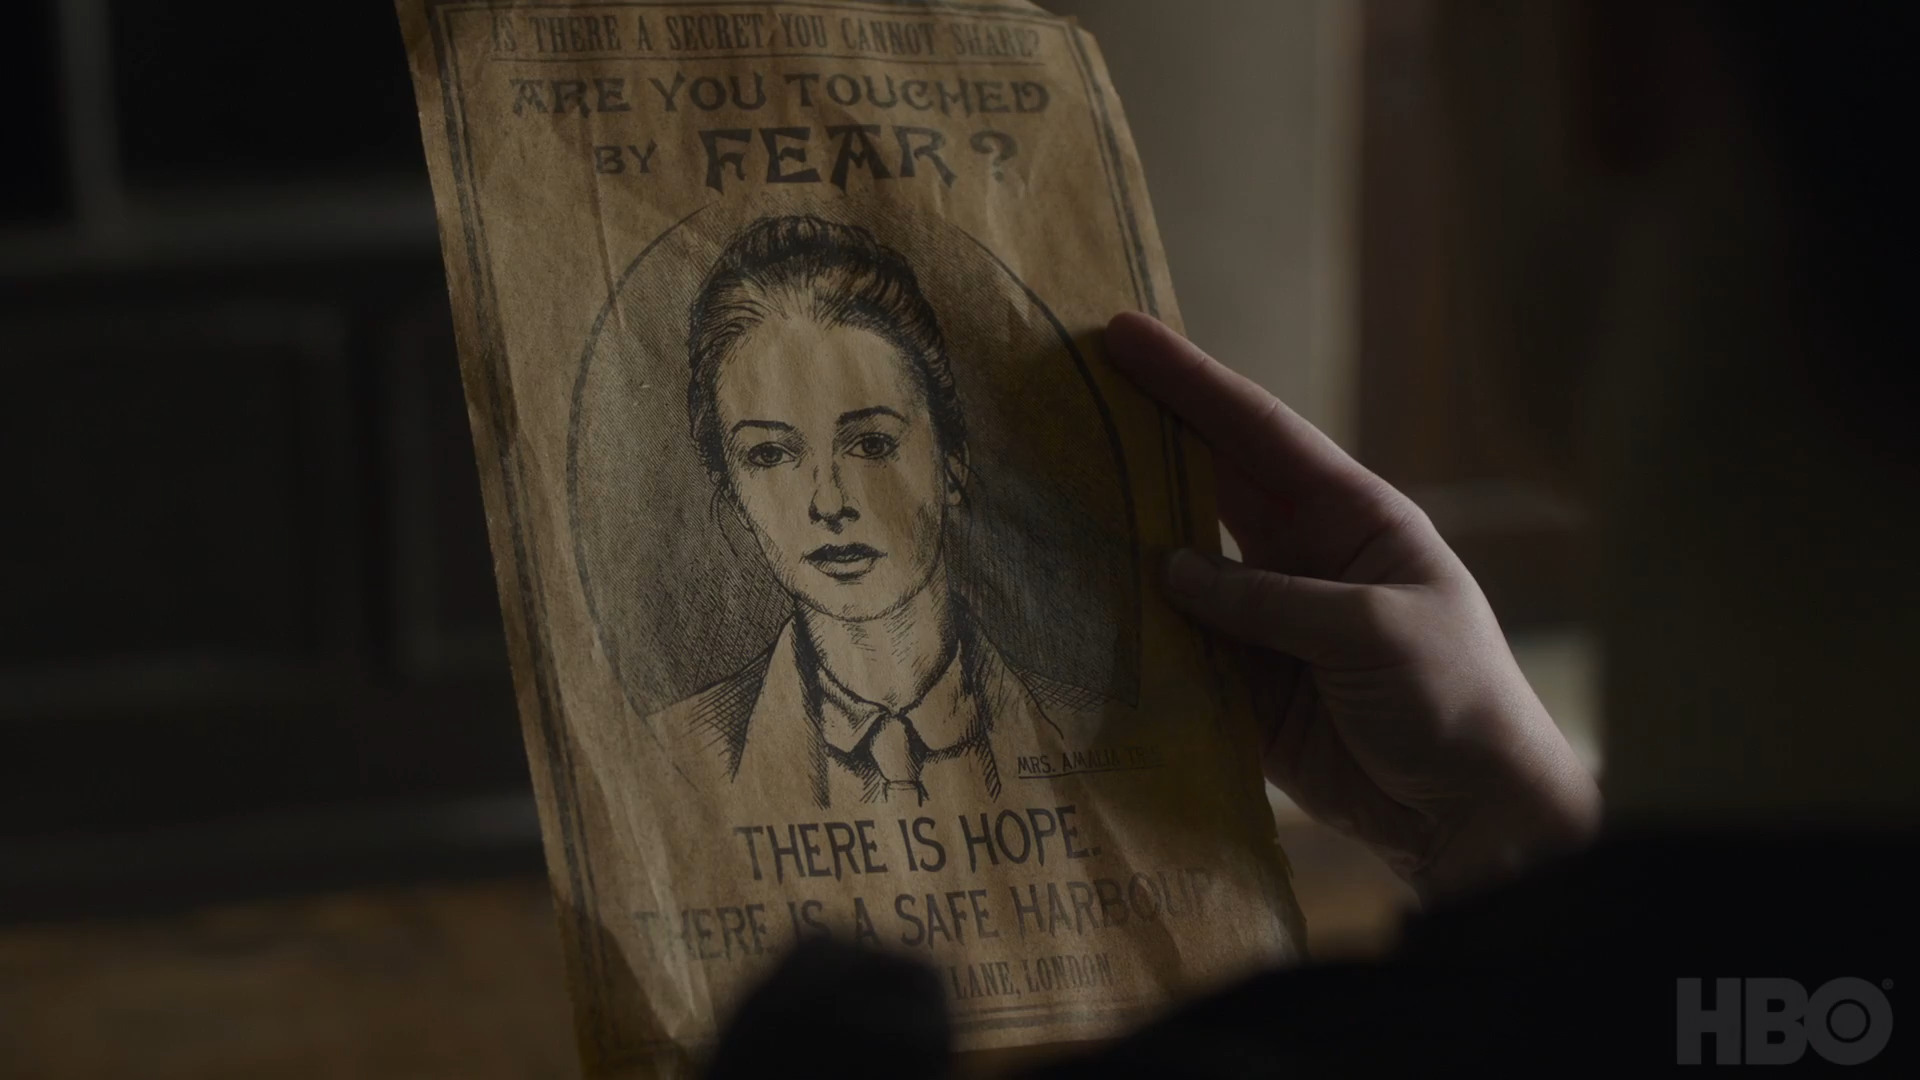 IS THERE A SECRET YOU CANNOT SHARE?
ARE YOU TOUCHED
BY FEAR?
MRS. AMALIA
THERE IS HOPE.
THERE IS A SAFE HARBOUR
LANE, LONDON
HBO